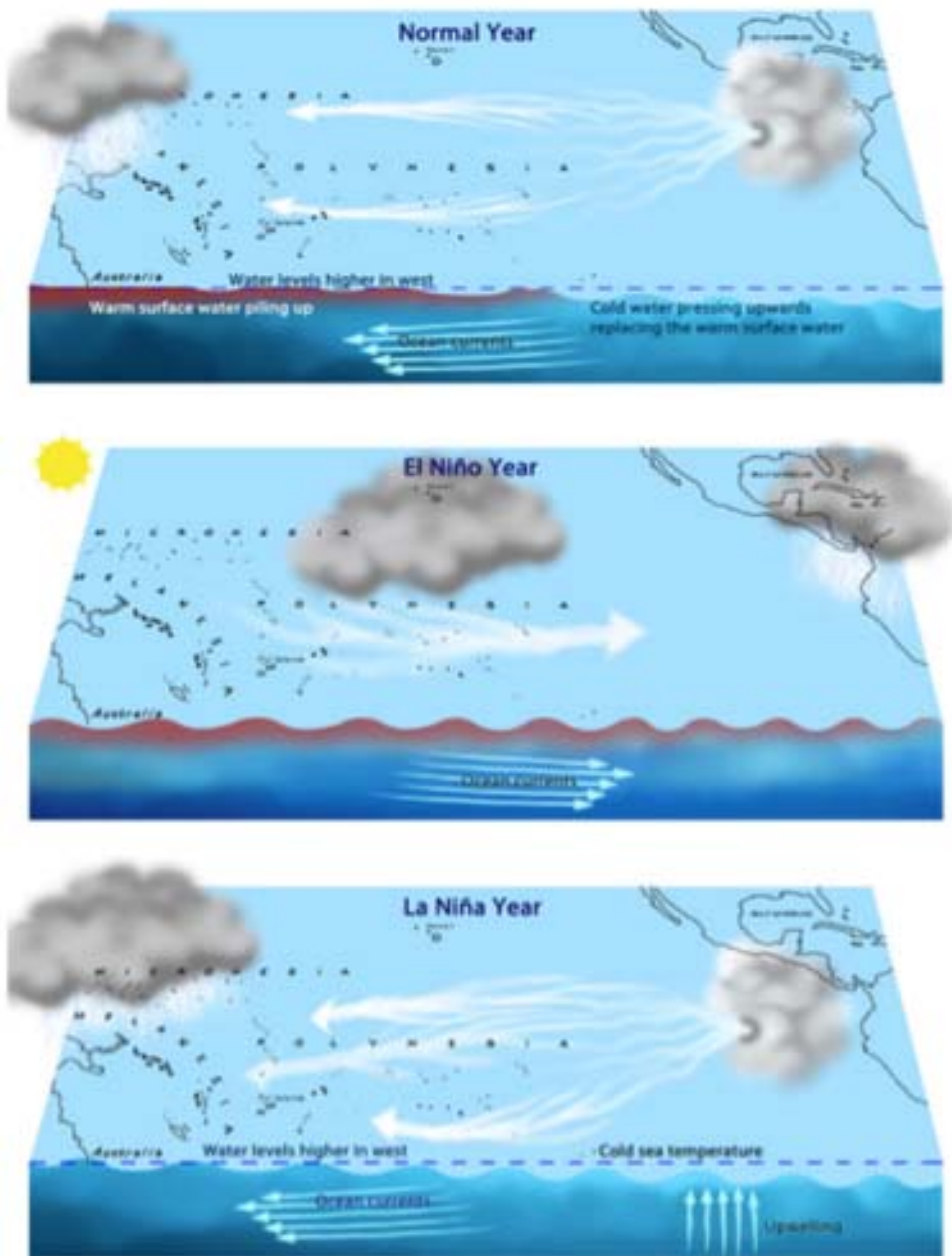 Normal Year
P O L Y N E S I A
Australia
Water levels higher in west
Warm surface water piling up
Ocean currents
Cold water pressing upwards
replacing the warm surface water
El Niño Year
M I C R O N E S I A
P O L Y N E S I A
Australia
Ocean currents
La Niña Year
M I C R O N E S I A
P O L Y N E S I A
Australia
Water levels higher in west
Cold sea temperature
Ocean currents
Upwelling